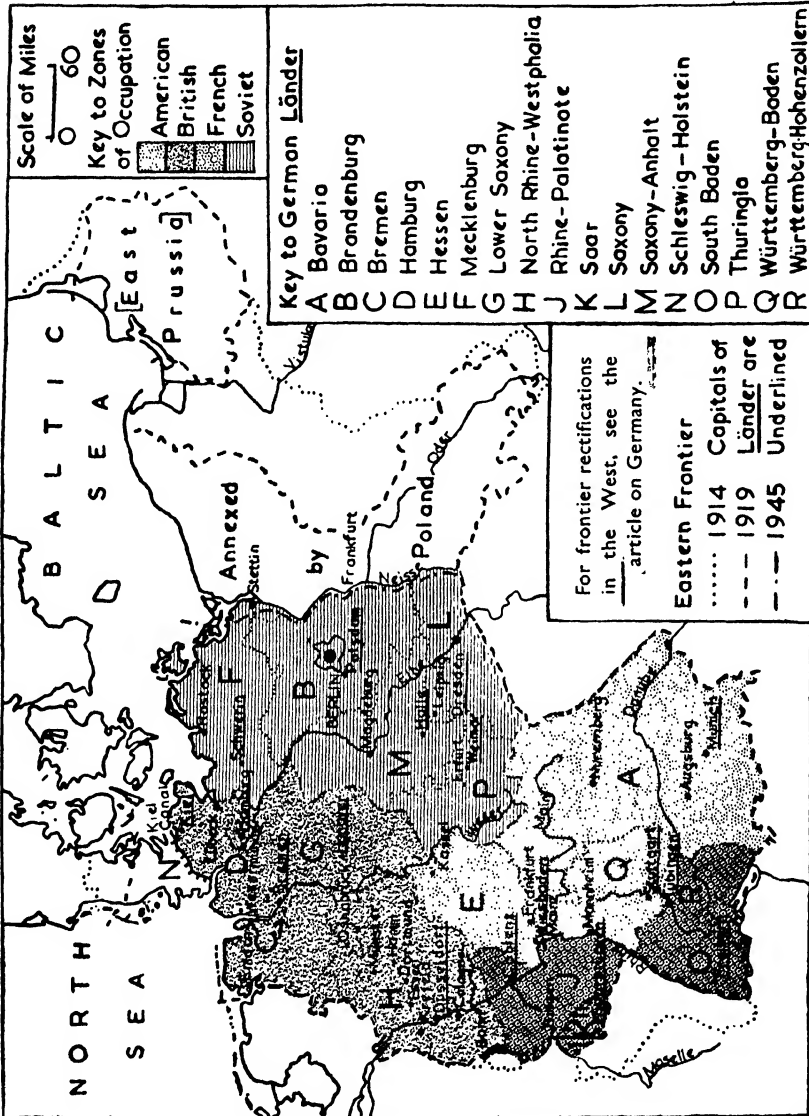 Scale of Miles
0 60
Key to Zones
of Occupation
American
British
French
Soviet
Key to German Länder
A Bavaria
B Brandenburg
C Bremen
D Hamburg
E Hessen
F Mecklenburg
G Lower Saxony
H North Rhine-Westphalia
J Rhine-Palatinate
K Saar
L Saxony
M Saxony-Anhalt
N Schleswig-Holstein
O South Baden
P Thuringia
Q Württemberg-Baden
R Württemberg-Hohenzollern
For frontier rectifications
in the West, see the
article on Germany.
Eastern Frontier
1914
1919
1945
Capitals of
Länder are
Underlined
NORTH
SEA
BALTIC
SEA
[East
Prussia]
Vistula
Annexed
by
Poland
Stettin
Frankfurt
Oder
Neisse
N
Kiel
Canal
Kiel
Lübeck
D
Rostock
Schwerin
F
B
BERLIN
Potsdam
Magdeburg
Elbe
Halle
Leipzig
Dresden
L
M
Erfurt
Weimar
P
C
Bremen
G
H
Dortmund
Essen
Düsseldorf
Bonn
Kassel
E
Koblenz
Frankfurt
Wiesbaden
Mainz
Main
Mannheim
J
K
Q
Stuttgart
Tübingen
R
O
Nuremberg
Danube
A
Augsburg
Munich
Moselle